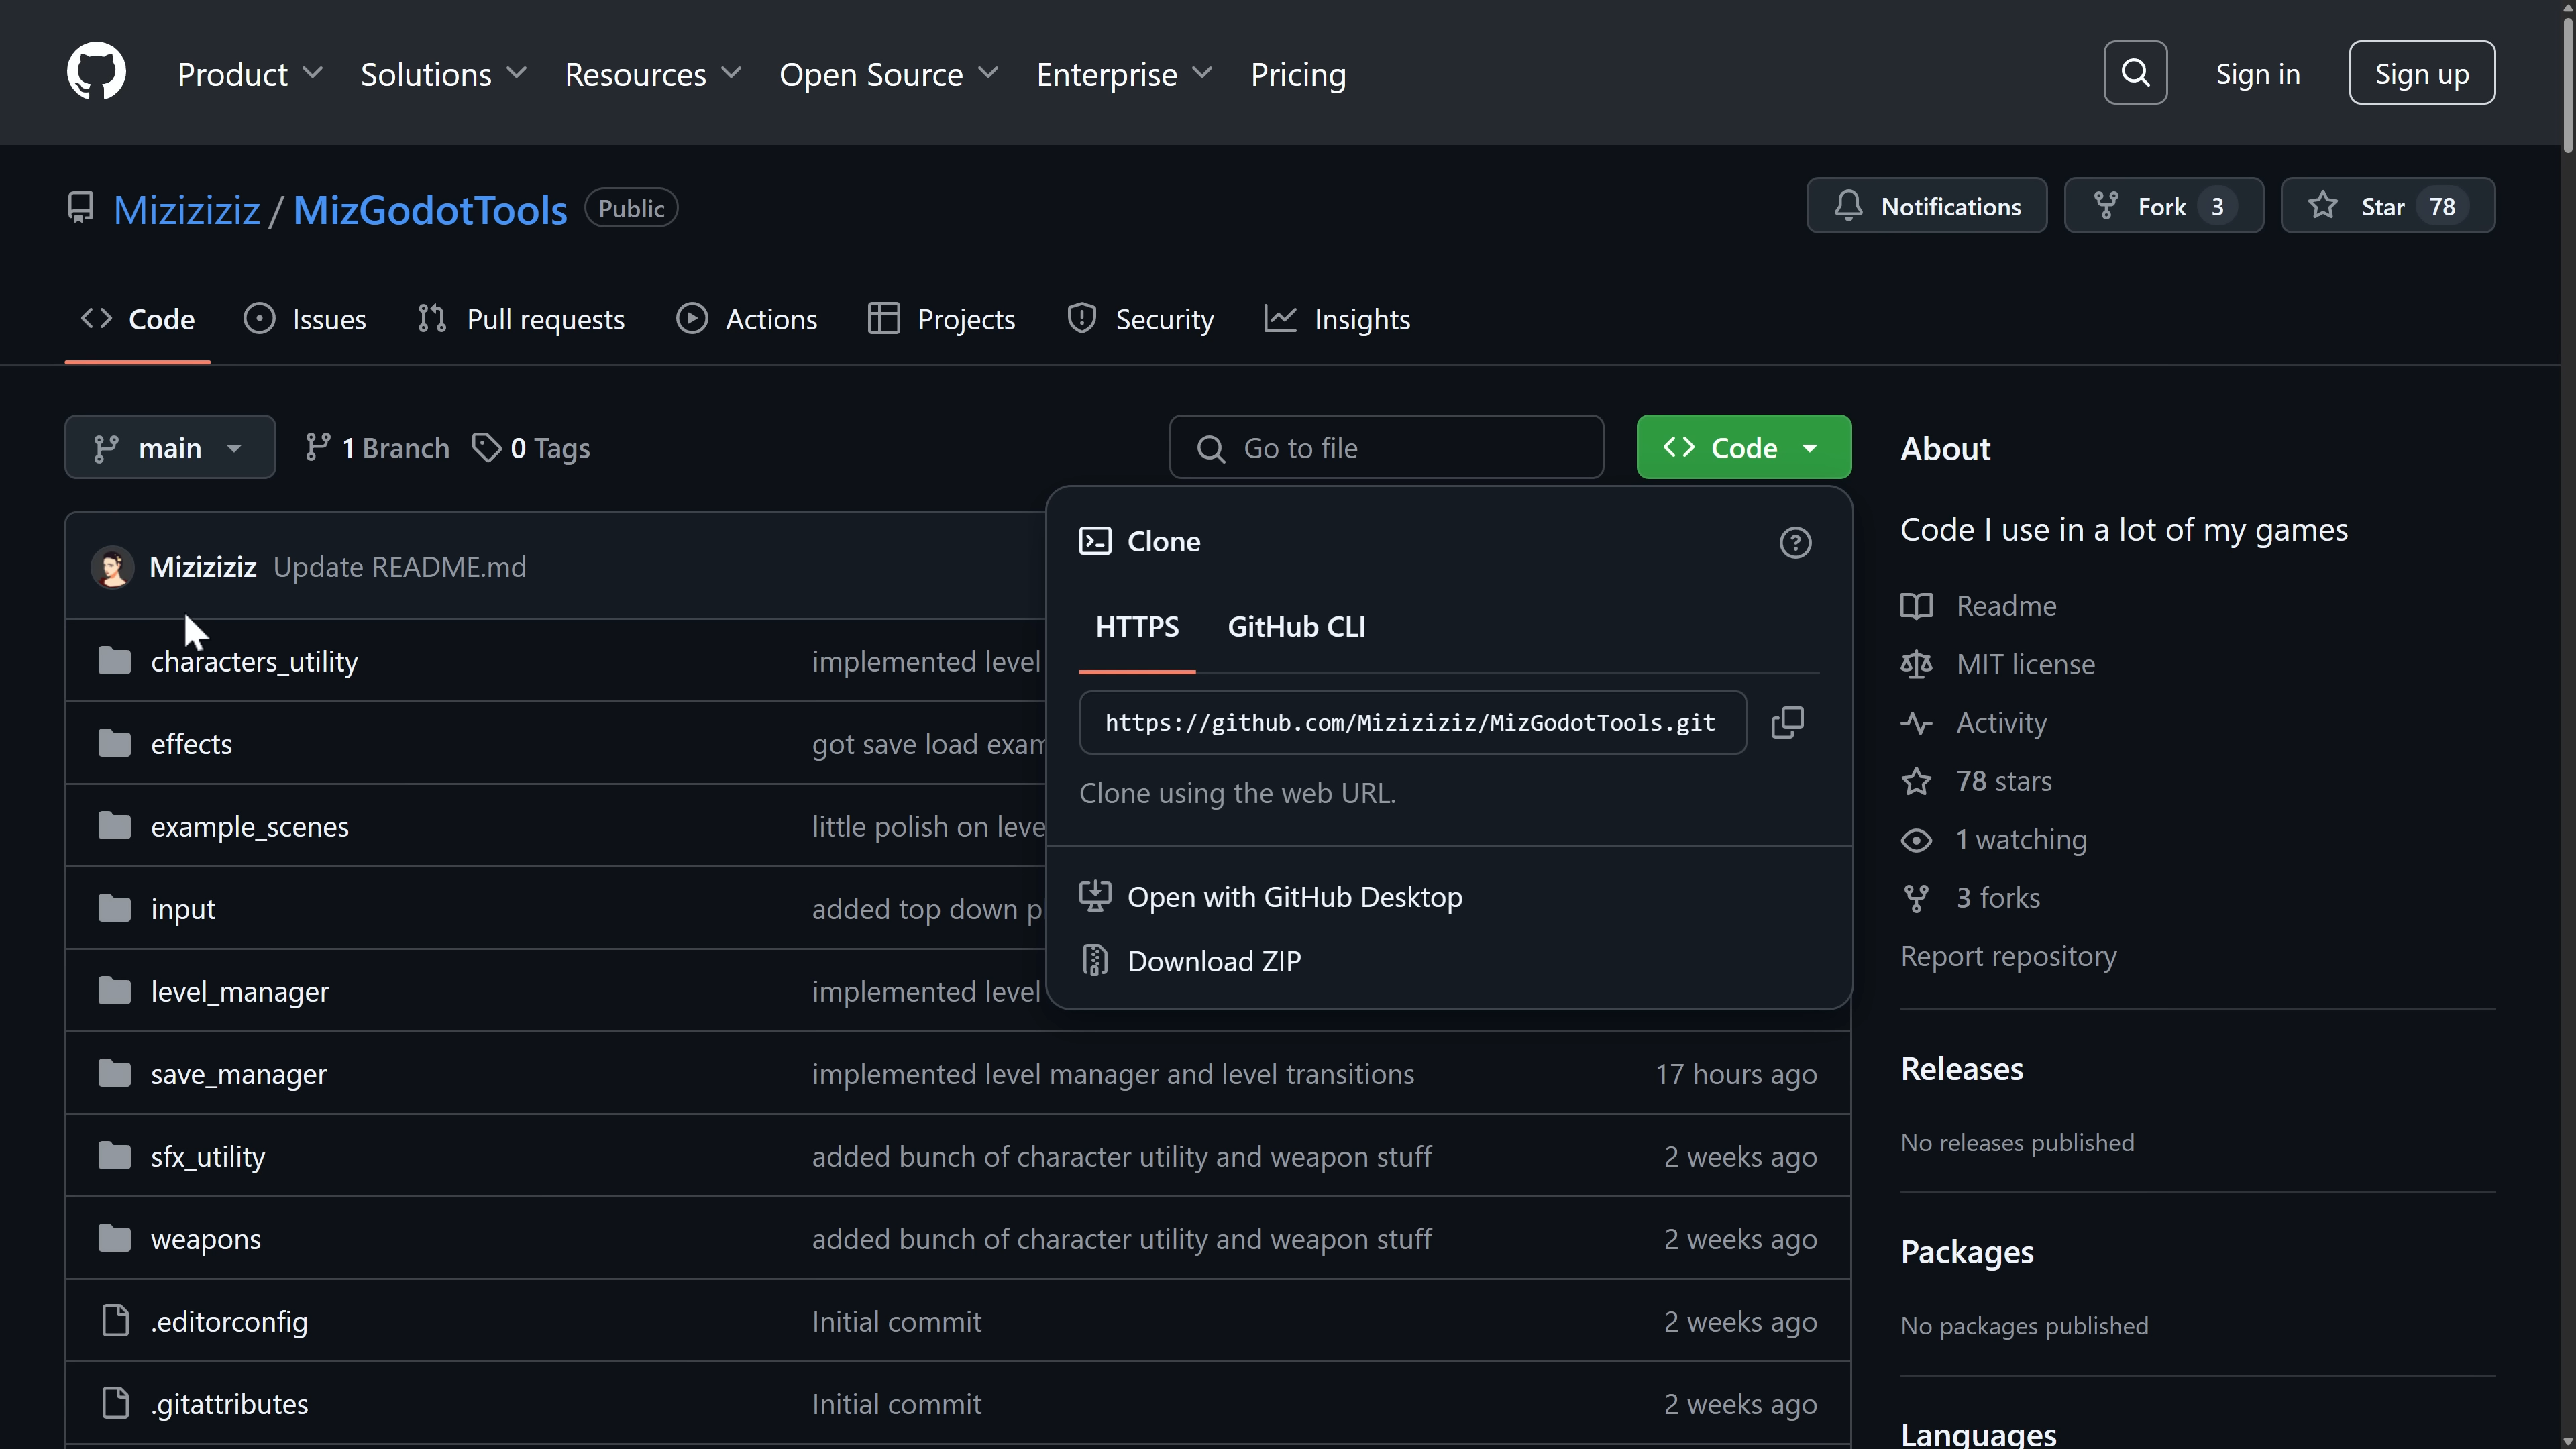 Product Solutions Resources Open Source Enterprise Pricing Sign in Sign up
Miziziziz / MizGodotTools Public Notifications Fork 3 Star 78
Code Issues Pull requests Actions Projects Security Insights
main 1 Branch 0 Tags Go to file Code
Miziziziz Update README.md
characters_utility implemented level
effects got save load exam
example_scenes little polish on leve
input added top down p
level_manager implemented level
save_manager implemented level manager and level transitions 17 hours ago
sfx_utility added bunch of character utility and weapon stuff 2 weeks ago
weapons added bunch of character utility and weapon stuff 2 weeks ago
.editorconfig Initial commit 2 weeks ago
.gitattributes Initial commit 2 weeks ago
Clone
HTTPS GitHub CLI
https://github.com/Miziziziz/MizGodotTools.git
Clone using the web URL.
Open with GitHub Desktop
Download ZIP
About
Code I use in a lot of my games
Readme
MIT license
Activity
78 stars
1 watching
3 forks
Report repository
Releases
No releases published
Packages
No packages published
Languages